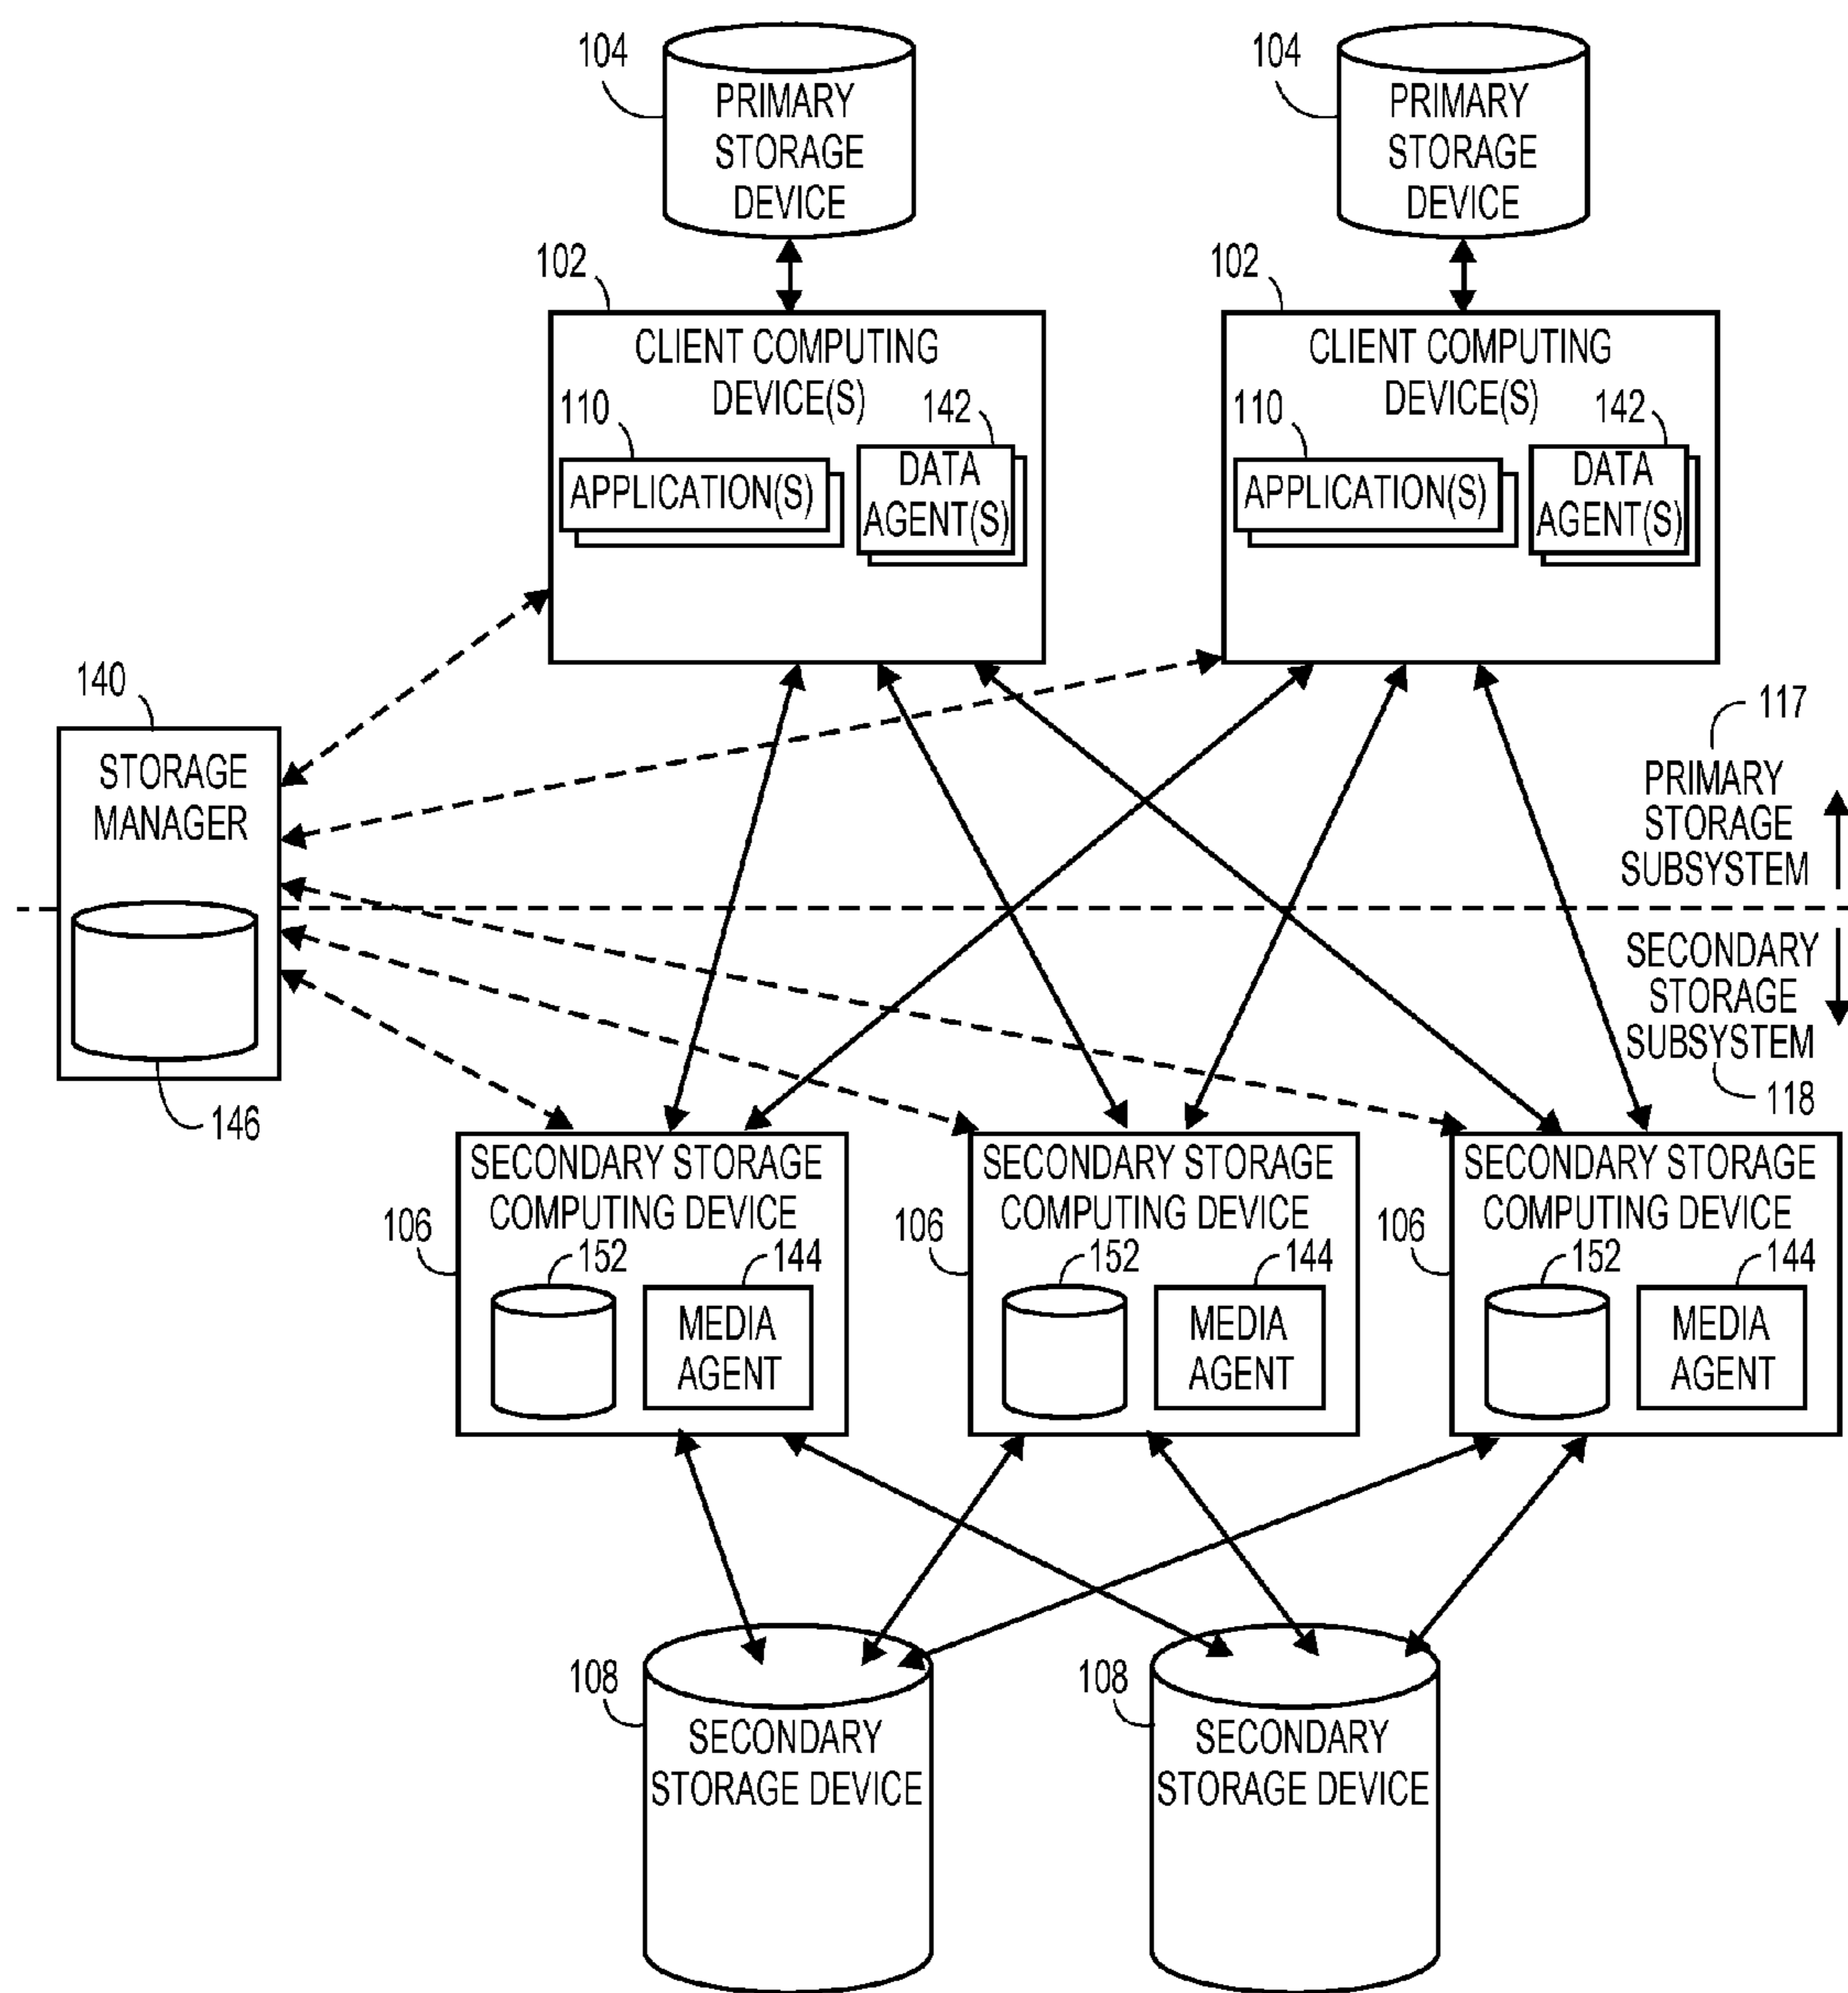 104
PRIMARY
STORAGE
DEVICE
104
PRIMARY
STORAGE
DEVICE
102
CLIENT COMPUTING
DEVICE(S)
110
142
APPLICATION(S)
DATA
AGENT(S)
102
CLIENT COMPUTING
DEVICE(S)
110
142
APPLICATION(S)
DATA
AGENT(S)
140
STORAGE
MANAGER
146
117
PRIMARY
STORAGE
SUBSYSTEM
SECONDARY
STORAGE
SUBSYSTEM
118
SECONDARY STORAGE
COMPUTING DEVICE
106
152
144
MEDIA
AGENT
SECONDARY STORAGE
COMPUTING DEVICE
106
152
144
MEDIA
AGENT
SECONDARY STORAGE
COMPUTING DEVICE
106
152
144
MEDIA
AGENT
108
SECONDARY
STORAGE DEVICE
108
SECONDARY
STORAGE DEVICE